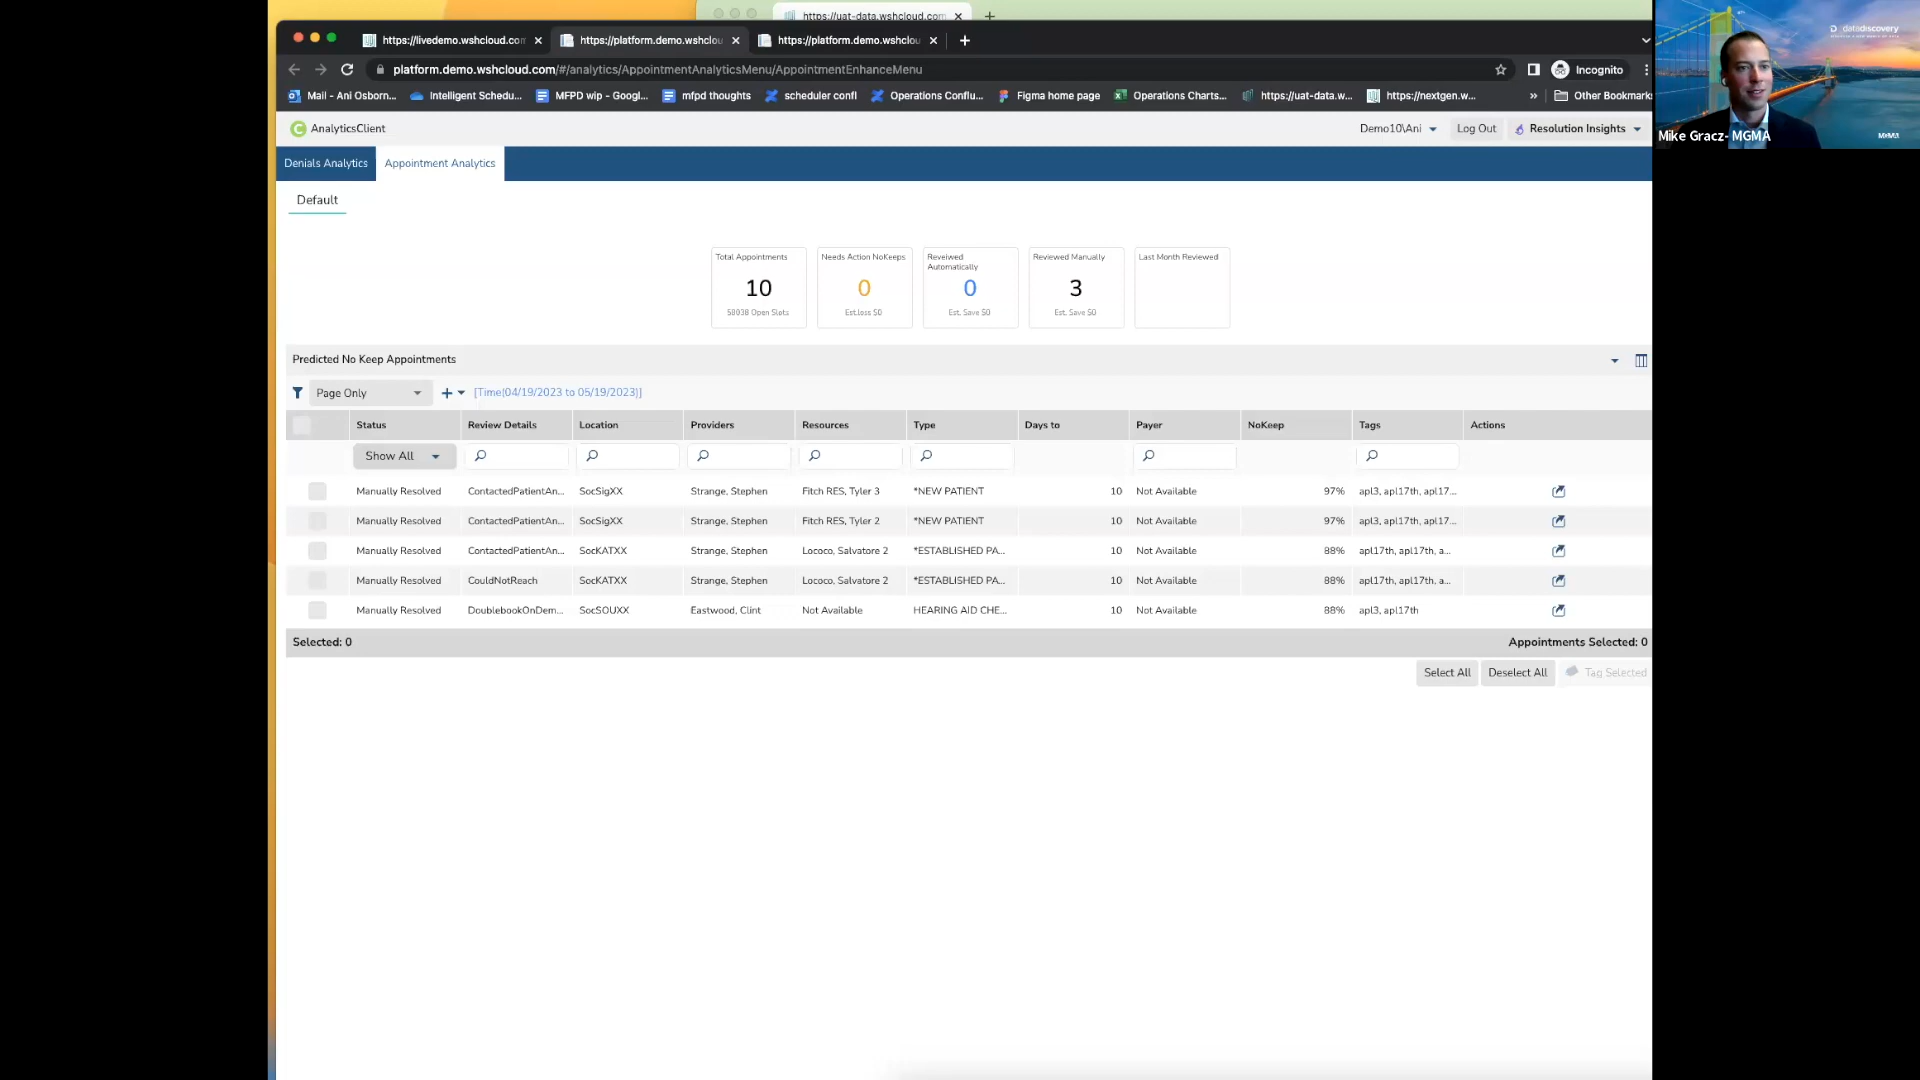 https://uat-data.wshcloud.com
https://livedemo.wshcloud.com
https://platform.demo.wshclou
https://platform.demo.wshclou
platform.demo.wshcloud.com/#/analytics/AppointmentAnalyticsMenu/AppointmentEnhanceMenu
Incognito
Mail - Ani Osborn...
Intelligent Schedu...
MFPD wip - Googl...
mfpd thoughts
scheduler confl
Operations Conflu...
Figma home page
Operations Charts...
https://uat-data.w...
https://nextgen.w...
»
Other Bookmark
datadiscovery
Mike Gracz- MGMA
MGMA
AnalyticsClient
Demo10\Ani
Log Out
Resolution Insights
Denials Analytics
Appointment Analytics
Default
Total Appointments
10
58038 Open Slots
Needs Action NoKeeps
0
Est.loss $0
Reveiwed
Automatically
0
Est. Save $0
Reviewed Manually
3
Est. Save $0
Last Month Reviewed
Predicted No Keep Appointments
Page Only
[Time(04/19/2023 to 05/19/2023)]
Status Review Details Location Providers Resources Type Days to Payer NoKeep Tags Actions
Show All
Manually Resolved ContactedPatientAn... SocSigXX Strange, Stephen Fitch RES, Tyler 3 *NEW PATIENT 10 Not Available 97% apl3, apl17th, apl17...
Manually Resolved ContactedPatientAn... SocSigXX Strange, Stephen Fitch RES, Tyler 2 *NEW PATIENT 10 Not Available 97% apl3, apl17th, apl17...
Manually Resolved ContactedPatientAn... SocKATXX Strange, Stephen Lococo, Salvatore 2 *ESTABLISHED PA... 10 Not Available 88% apl17th, apl17th, a...
Manually Resolved CouldNotReach SocKATXX Strange, Stephen Lococo, Salvatore 2 *ESTABLISHED PA... 10 Not Available 88% apl17th, apl17th, a...
Manually Resolved DoublebookOnDem... SocSOUXX Eastwood, Clint Not Available HEARING AID CHE... 10 Not Available 88% apl3, apl17th
Selected: 0
Appointments Selected: 0
Select All
Deselect All
Tag Selected